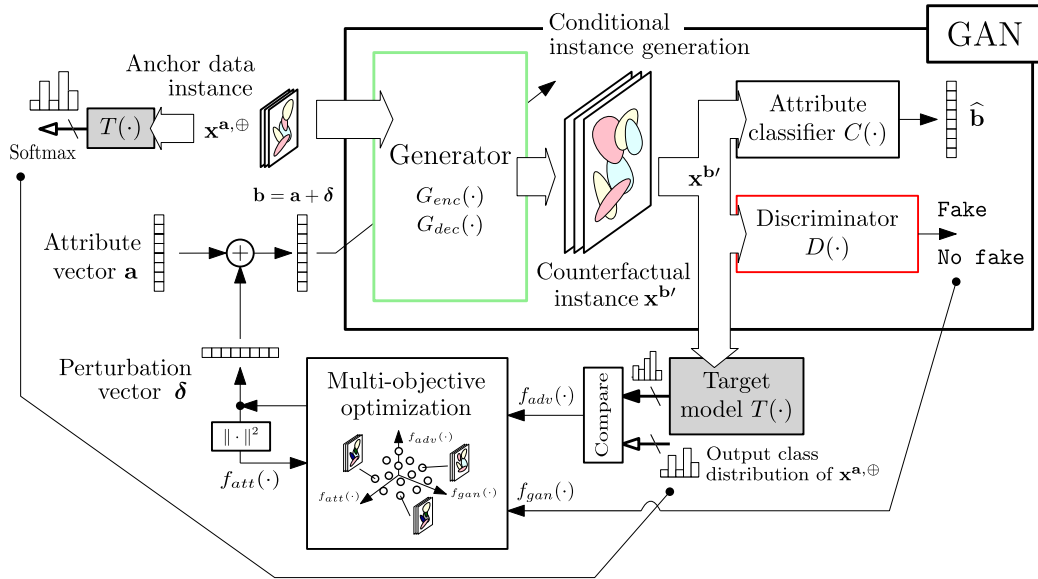 GAN
Conditional
instance generation
Anchor data
instance
x^{a,⊕}
T(·)
Softmax
b = a + δ
Generator
G_{enc}(·)
G_{dec}(·)
Attribute
classifier C(·)
b̂
x^{b′}
Discriminator
D(·)
Fake
No fake
Attribute
vector a
+
Counterfactual
instance x^{b′}
Perturbation
vector δ
‖ · ‖²
f_{att}(·)
Multi-objective
optimization
f_{adv}(·)
f_{att}(·)
f_{gan}(·)
f_{adv}(·)
f_{gan}(·)
Compare
Target
model T(·)
Output class
distribution of x^{a,⊕}